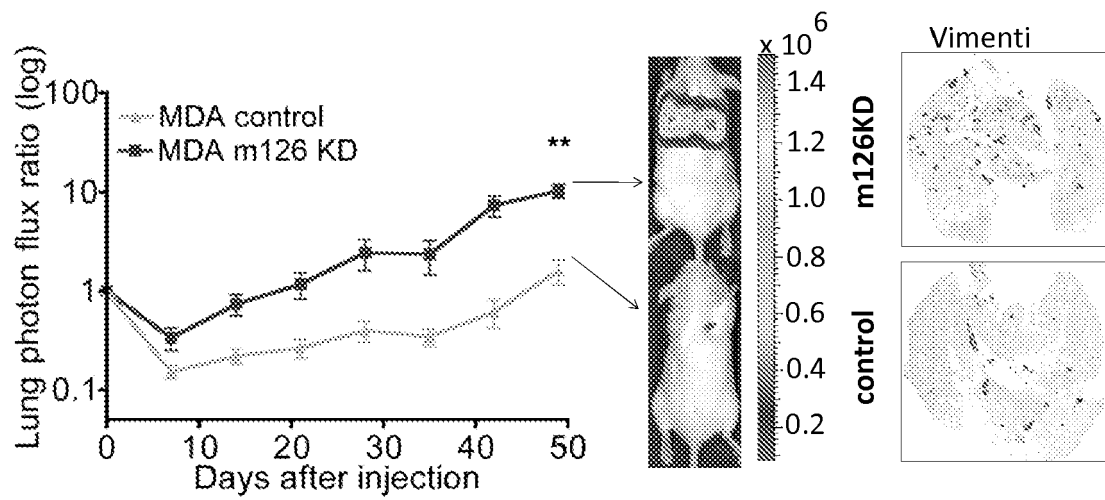 Lung photon flux ratio (log)
100
10
1
0.1
MDA control
MDA m126 KD
**
0
10
20
30
40
50
Days after injection
x 10
6
1.4
1.2
1.0
0.8
0.6
0.4
0.2
Vimenti
m126KD
control